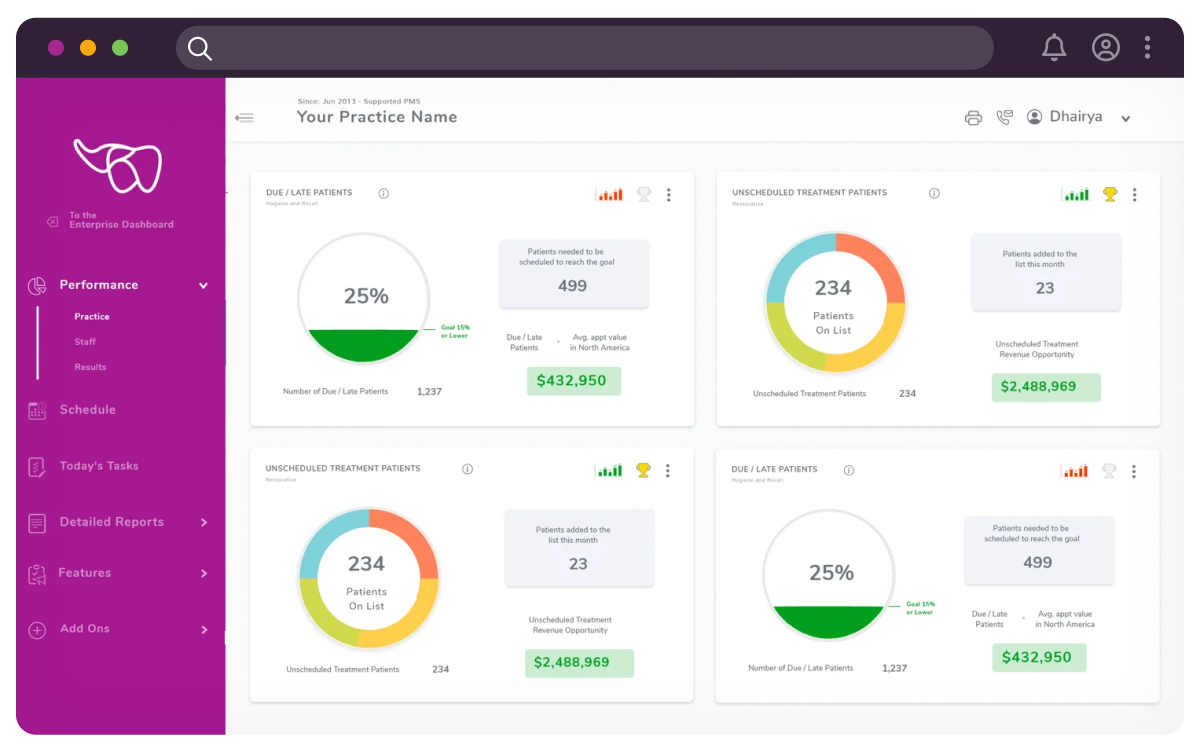 Since: Jun 2013 - Supported PMS
Your Practice Name
Dhairya
To the
Enterprise Dashboard
Performance
Practice
Staff
Results
Schedule
Today's Tasks
Detailed Reports
Features
Add Ons
DUE / LATE PATIENTS
Hygiene and Recall
25%
Goal 15%
or Lower
Number of Due / Late Patients 1,237
Patients needed to be
scheduled to reach the goal
499
Due / Late
Patients
Avg. appt value
in North America
$432,950
UNSCHEDULED TREATMENT PATIENTS
Restorative
234
Patients
On List
Unscheduled Treatment Patients 234
Patients added to the
list this month
23
Unscheduled Treatment
Revenue Opportunity
$2,488,969
UNSCHEDULED TREATMENT PATIENTS
Restorative
234
Patients
On List
Unscheduled Treatment Patients 234
Patients added to the
list this month
23
Unscheduled Treatment
Revenue Opportunity
$2,488,969
DUE / LATE PATIENTS
Hygiene and Recall
25%
Goal 15%
or Lower
Number of Due / Late Patients 1,237
Patients needed to be
scheduled to reach the goal
499
Due / Late
Patients
Avg. appt value
in North America
$432,950